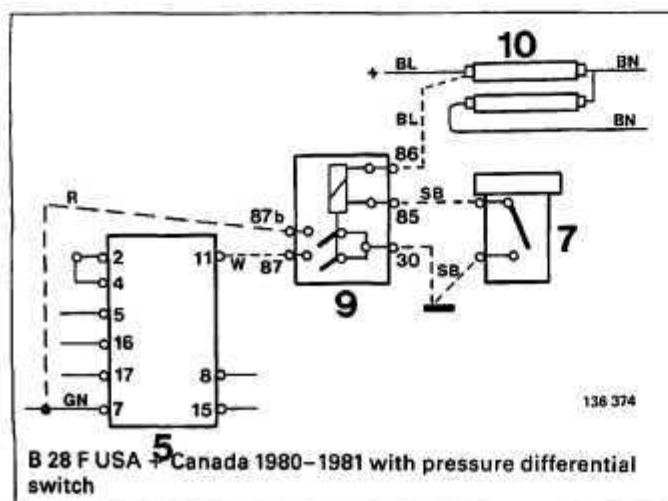 10
+ BL BN
BL BN
86
R 87b 85 SB 7
2 11 W 87 30
4 SB
5 9
16
17 8 136 374
GN 7 15
5
B 28 F USA + Canada 1980–1981 with pressure differential
switch